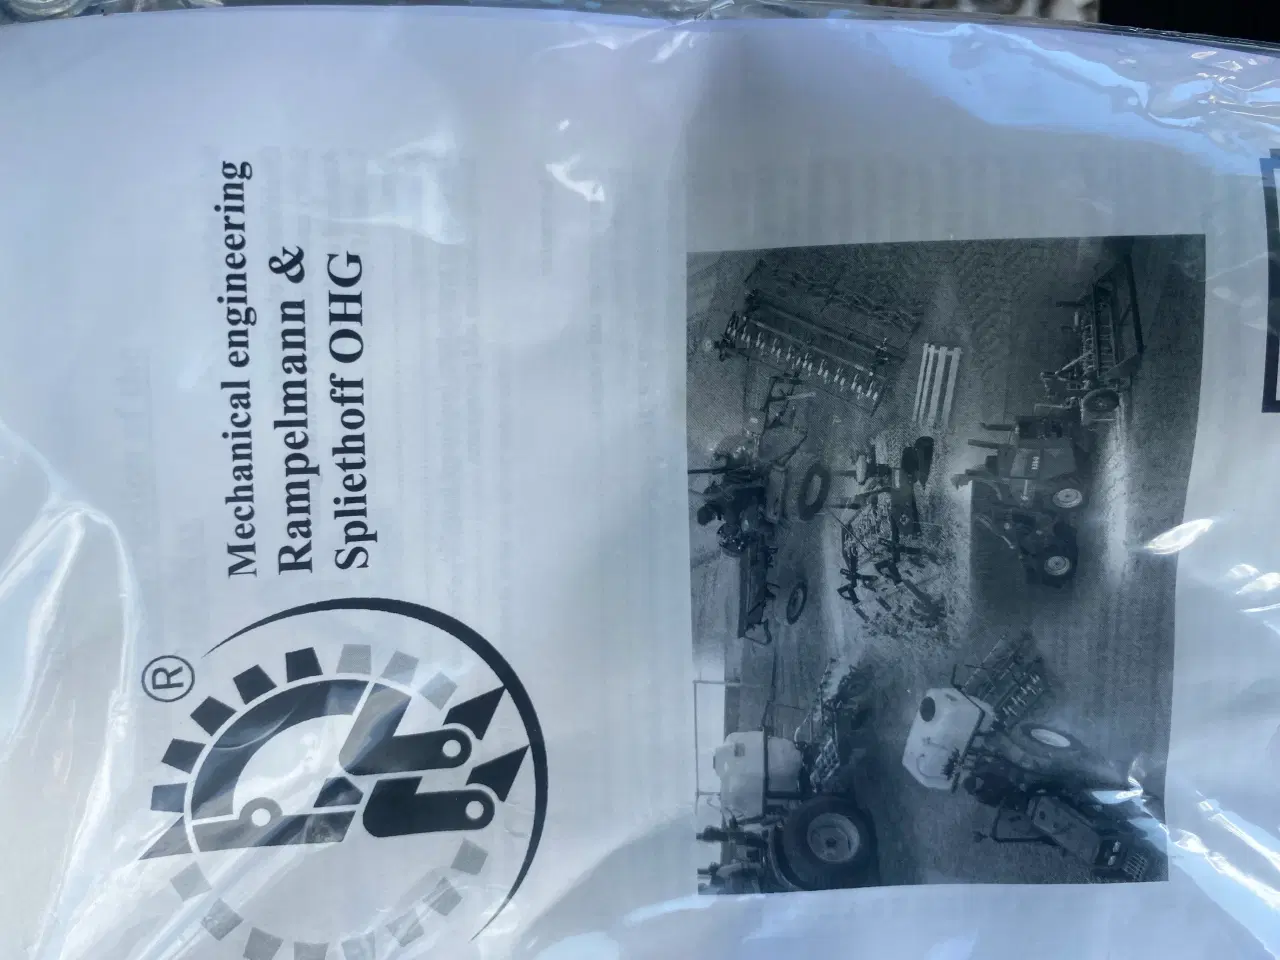 Mechanical engineering
Rampelmann &
Spliethoff OHG
®